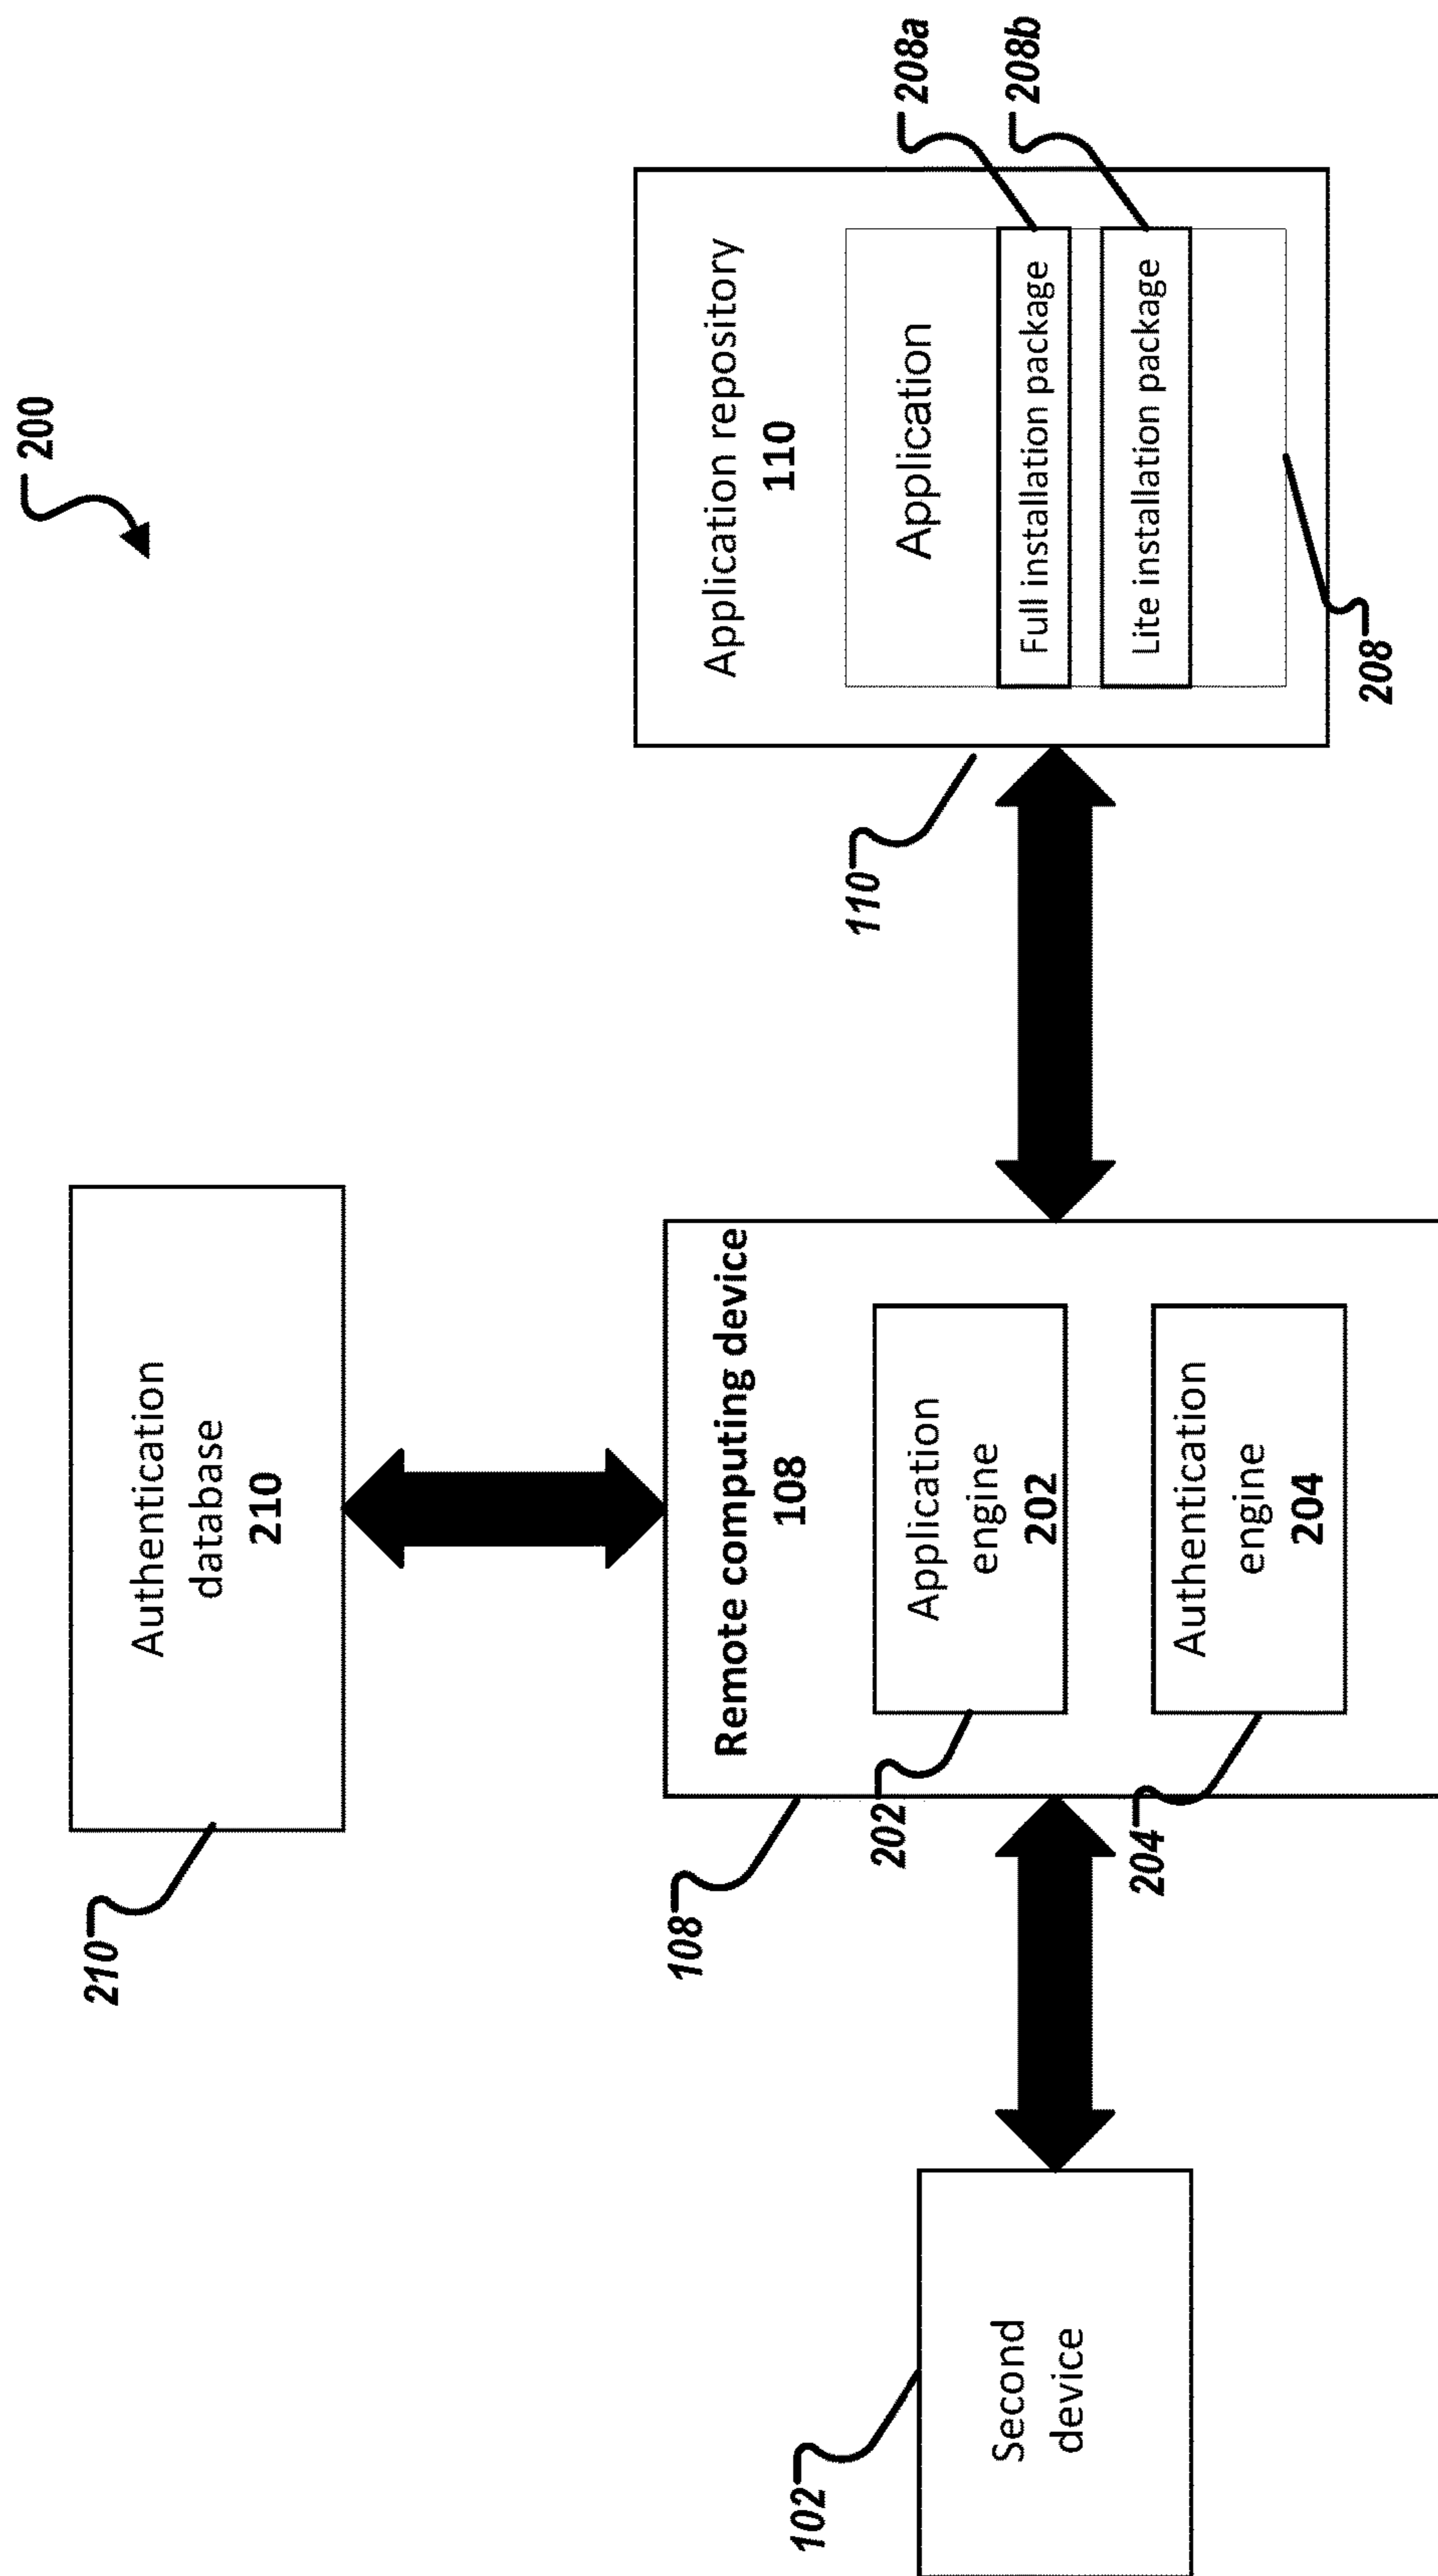 200
210
Authentication
database
210
108
Remote computing device
108
202
Application
engine
202
204
Authentication
engine
204
102
Second
device
110
Application repository
110
Application
208a
Full installation package
208b
Lite installation package
208